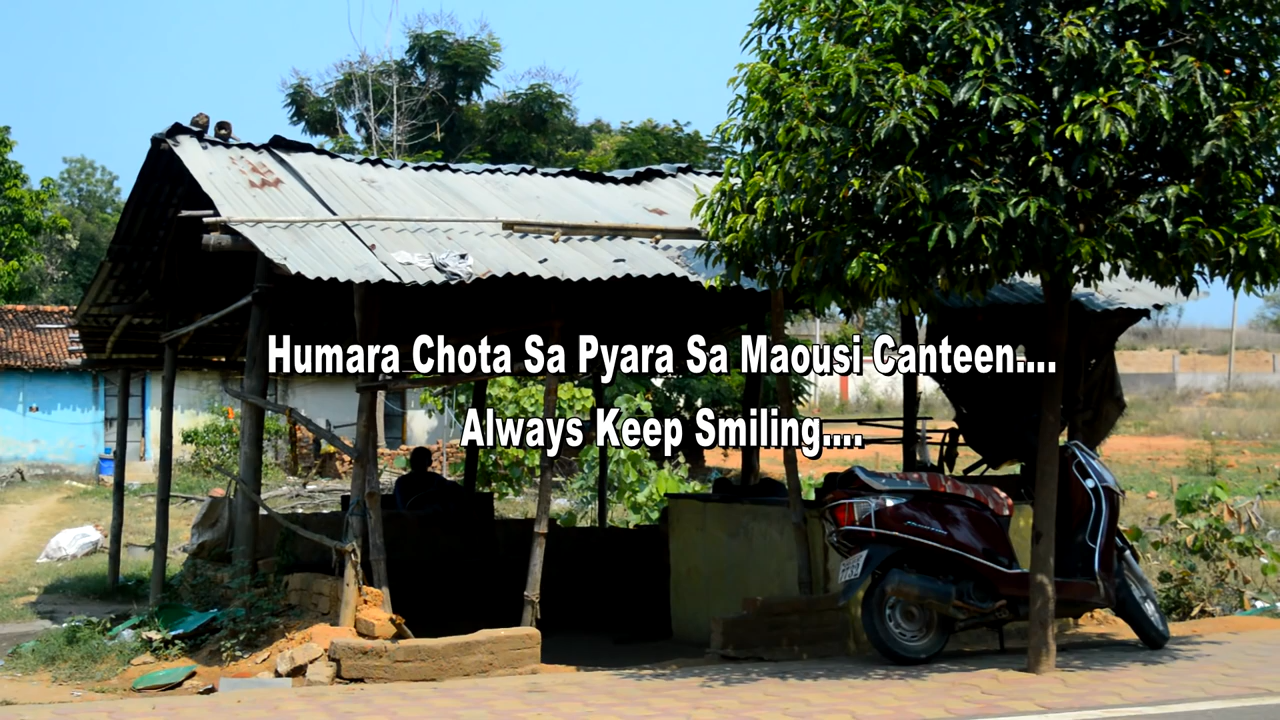 Humara Chota Sa Pyara Sa Maousi Canteen....
Always Keep Smiling....